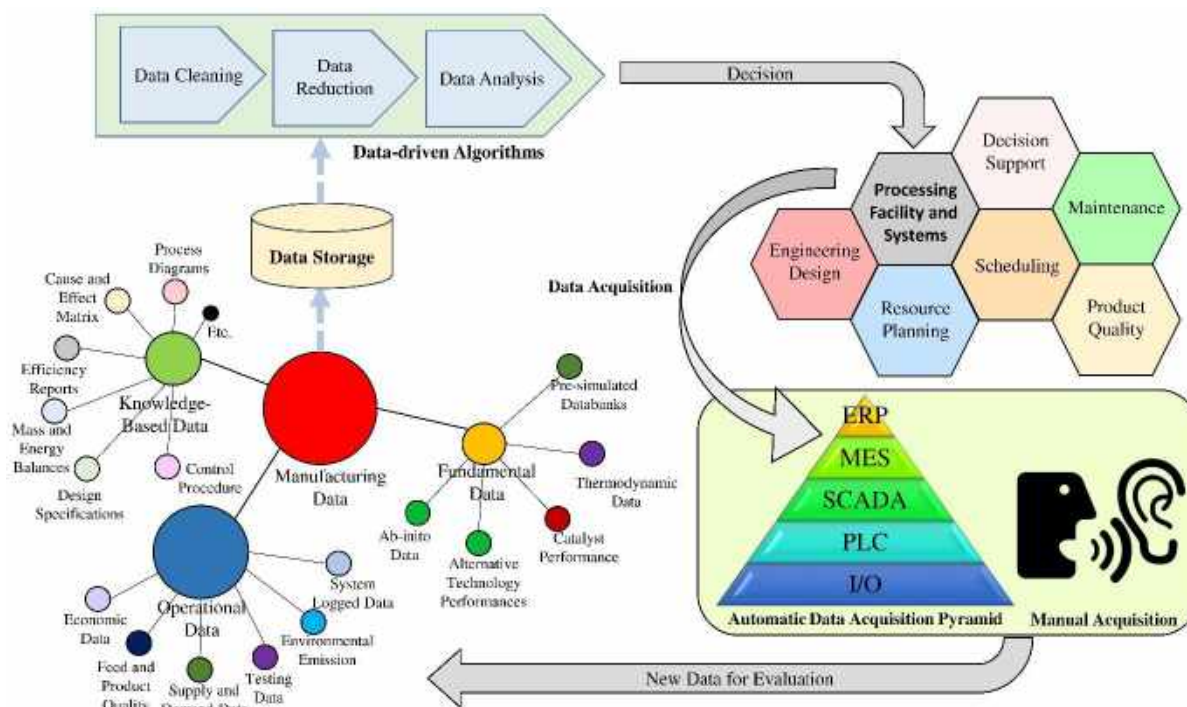 Data Cleaning
Data
Reduction
Data Analysis
Data-driven Algorithms
Decision
Data Storage
Data Acquisition
Processing
Facility and
Systems
Decision
Support
Maintenance
Engineering
Design
Scheduling
Resource
Planning
Product
Quality
Process
Diagrams
Cause and
Effect
Matrix
Etc.
Efficiency
Reports
Knowledge-
Based Data
Mass and
Energy
Balances
Control
Procedure
Design
Specifications
Manufacturing
Data
Pre-simulated
Databanks
Fundamental
Data
Thermodynamic
Data
Ab-inito
Data
Catalyst
Performance
Alternative
Technology
Performances
System
Logged Data
Operational
Data
Economic
Data
Environmental
Emission
Feed and
Product
Quality
Testing
Data
Supply and
Demand Data
ERP
MES
SCADA
PLC
I/O
Automatic Data Acquisition Pyramid
Manual Acquisition
New Data for Evaluation